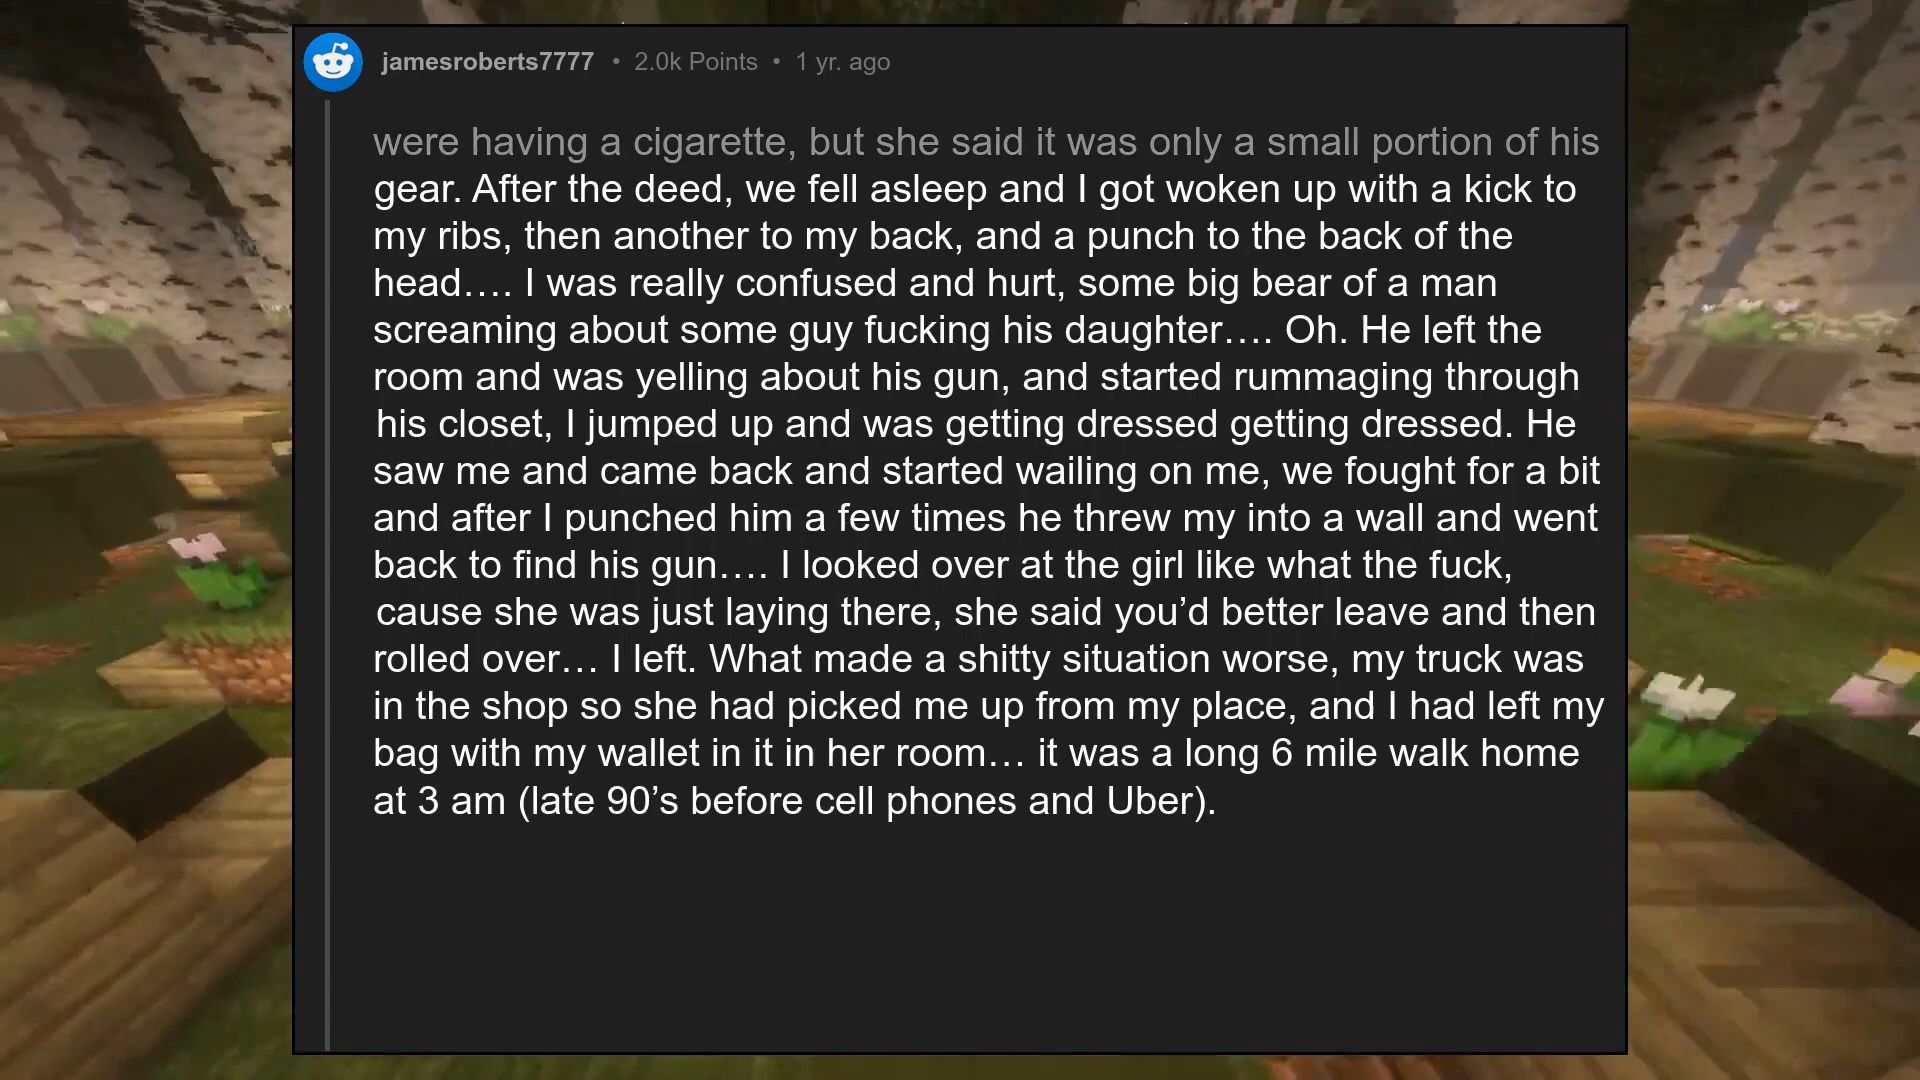 jamesroberts7777 • 2.0k Points • 1 yr. ago
were having a cigarette, but she said it was only a small portion of his
gear. After the deed, we fell asleep and I got woken up with a kick to
my ribs, then another to my back, and a punch to the back of the
head…. I was really confused and hurt, some big bear of a man
screaming about some guy fucking his daughter…. Oh. He left the
room and was yelling about his gun, and started rummaging through
his closet, I jumped up and was getting dressed getting dressed. He
saw me and came back and started wailing on me, we fought for a bit
and after I punched him a few times he threw my into a wall and went
back to find his gun…. I looked over at the girl like what the fuck,
cause she was just laying there, she said you’d better leave and then
rolled over… I left. What made a shitty situation worse, my truck was
in the shop so she had picked me up from my place, and I had left my
bag with my wallet in it in her room… it was a long 6 mile walk home
at 3 am (late 90’s before cell phones and Uber).